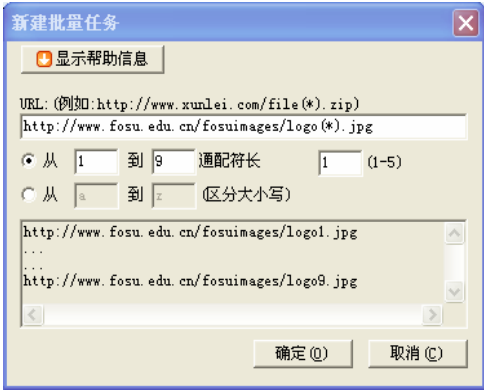 新建批量任务
显示帮助信息
URL: (例如:http://www.xunlei.com/file(*).zip)
http://www.fosu.edu.cn/fosuimages/logo(*).jpg
从 1 到 9 通配符长 1 (1-5)
从 a 到 z (区分大小写)
http://www.fosu.edu.cn/fosuimages/logo1.jpg
...
...
http://www.fosu.edu.cn/fosuimages/logo9.jpg
确定(O) 取消(C)